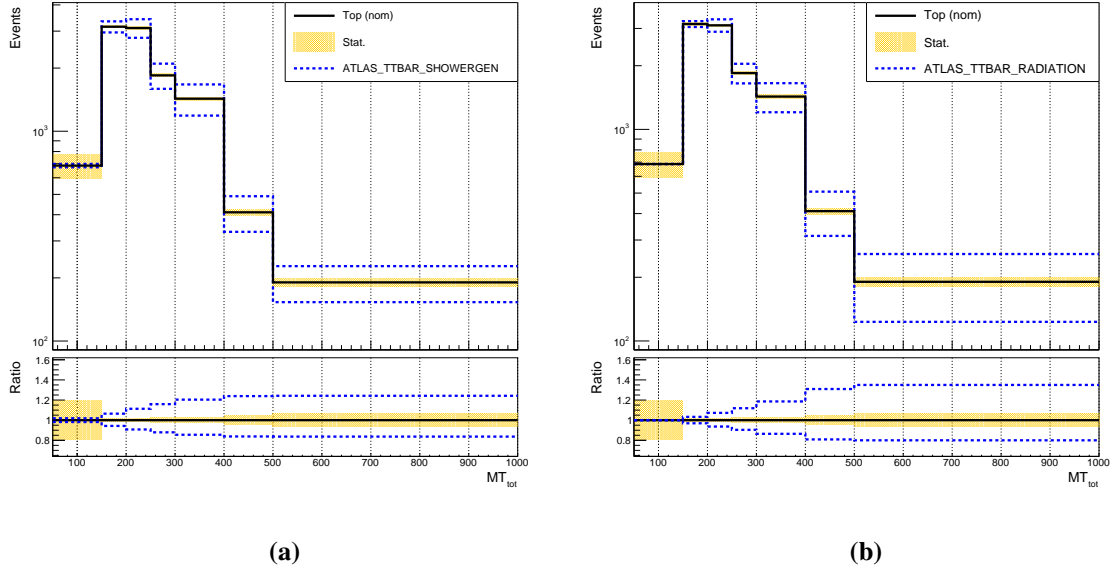 Events
Top (nom)
Stat.
ATLAS_TTBAR_SHOWERGEN
10³
10²
Ratio
1.6
1.4
1.2
1
0.8
100 200 300 400 500 600 700 800 900 1000
MT_tot
(a)
Events
Top (nom)
Stat.
ATLAS_TTBAR_RADIATION
10³
10²
Ratio
1.6
1.4
1.2
1
0.8
100 200 300 400 500 600 700 800 900 1000
MT_tot
(b)